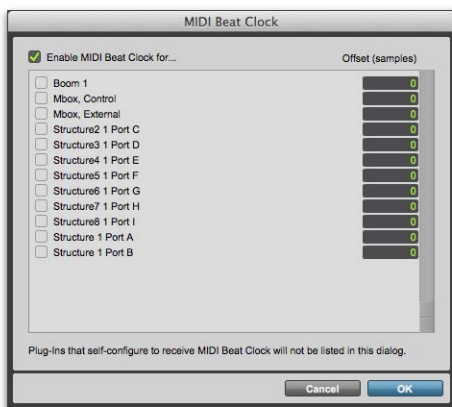 MIDI Beat Clock
Enable MIDI Beat Clock for... Offset (samples)
Boom 1 0
Mbox, Control 0
Mbox, External 0
Structure2 1 Port C 0
Structure3 1 Port D 0
Structure4 1 Port E 0
Structure5 1 Port F 0
Structure6 1 Port G 0
Structure7 1 Port H 0
Structure8 1 Port I 0
Structure 1 Port A 0
Structure 1 Port B 0
Plug-Ins that self-configure to receive MIDI Beat Clock will not be listed in this dialog.
Cancel OK